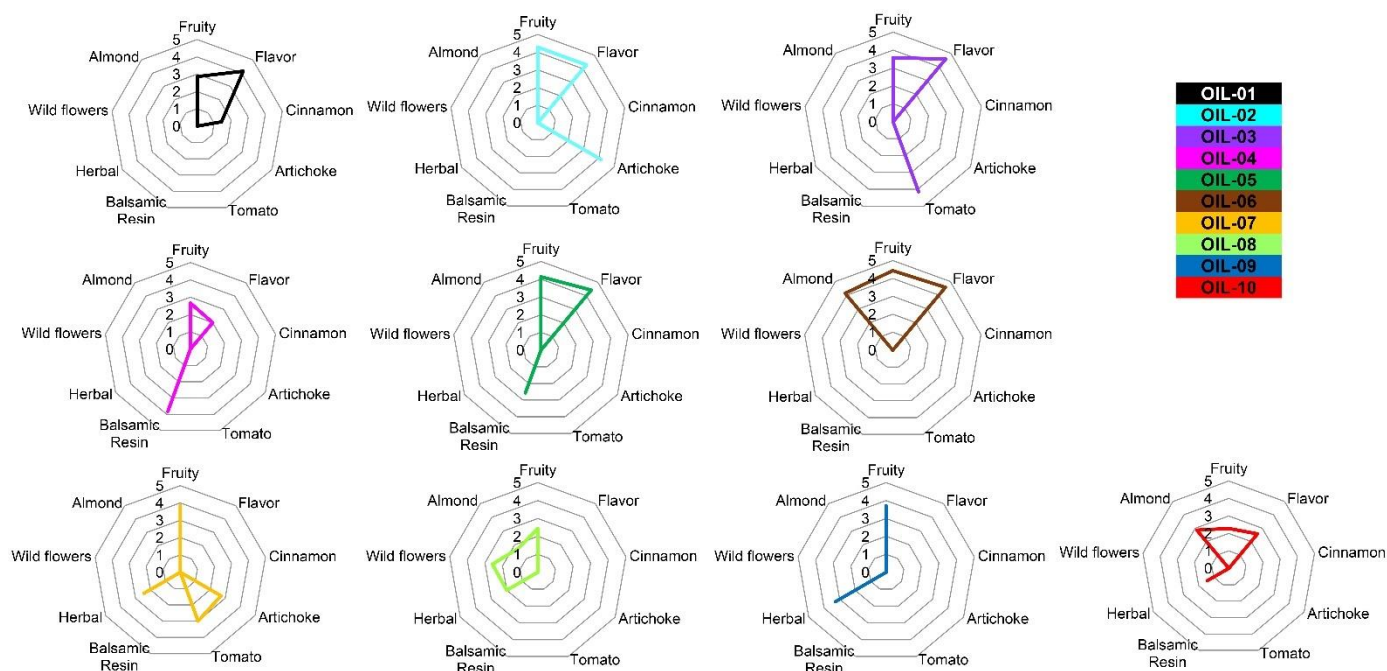 Fruity
5
4
3
2
1
0
Almond
Flavor
Wild flowers
Cinnamon
Herbal
Artichoke
Balsamic
Resin
Tomato
Fruity
5
4
3
2
1
0
Almond
Flavor
Wild flowers
Cinnamon
Herbal
Artichoke
Balsamic
Resin
Tomato
Fruity
5
4
3
2
1
0
Almond
Flavor
Wild flowers
Cinnamon
Herbal
Artichoke
Balsamic
Resin
Tomato
OIL-01
OIL-02
OIL-03
OIL-04
OIL-05
OIL-06
OIL-07
OIL-08
OIL-09
OIL-10
Fruity
5
4
3
2
1
0
Almond
Flavor
Wild flowers
Cinnamon
Herbal
Artichoke
Balsamic
Resin
Tomato
Fruity
5
4
3
2
1
0
Almond
Flavor
Wild flowers
Cinnamon
Herbal
Artichoke
Balsamic
Resin
Tomato
Fruity
5
4
3
2
1
0
Almond
Flavor
Wild flowers
Cinnamon
Herbal
Artichoke
Balsamic
Resin
Tomato
Fruity
5
4
3
2
1
0
Almond
Flavor
Wild flowers
Cinnamon
Herbal
Artichoke
Balsamic
Resin
Tomato
Fruity
5
4
3
2
1
0
Almond
Flavor
Wild flowers
Cinnamon
Herbal
Artichoke
Balsamic
Resin
Tomato
Fruity
5
4
3
2
1
0
Almond
Flavor
Wild flowers
Cinnamon
Herbal
Artichoke
Balsamic
Resin
Tomato
Fruity
5
4
3
2
1
0
Almond
Flavor
Wild flowers
Cinnamon
Herbal
Artichoke
Balsamic
Resin
Tomato